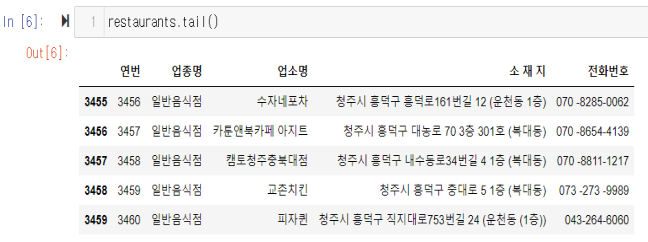 In [6]: 1 restaurants.tail()
Out[6]:
연번 업종명 업소명 소 재 지 전화번호
3455 3456 일반음식점 수자네포차 청주시 흥덕구 흥덕로161번길 12 (운천동 1층) 070 -8285-0062
3456 3457 일반음식점 카툰앤북카페 아지트 청주시 흥덕구 대농로 70 3층 301호 (복대동) 070 -8654-4139
3457 3458 일반음식점 캠토청주충북대점 청주시 흥덕구 내수동로34번길 4 1층 (복대동) 070 -8811-1217
3458 3459 일반음식점 교촌치킨 청주시 흥덕구 중대로 5 1층 (복대동) 073 -273 -9989
3459 3460 일반음식점 피자퀸 청주시 흥덕구 직지대로753번길 24 (운천동 (1층)) 043-264-6060